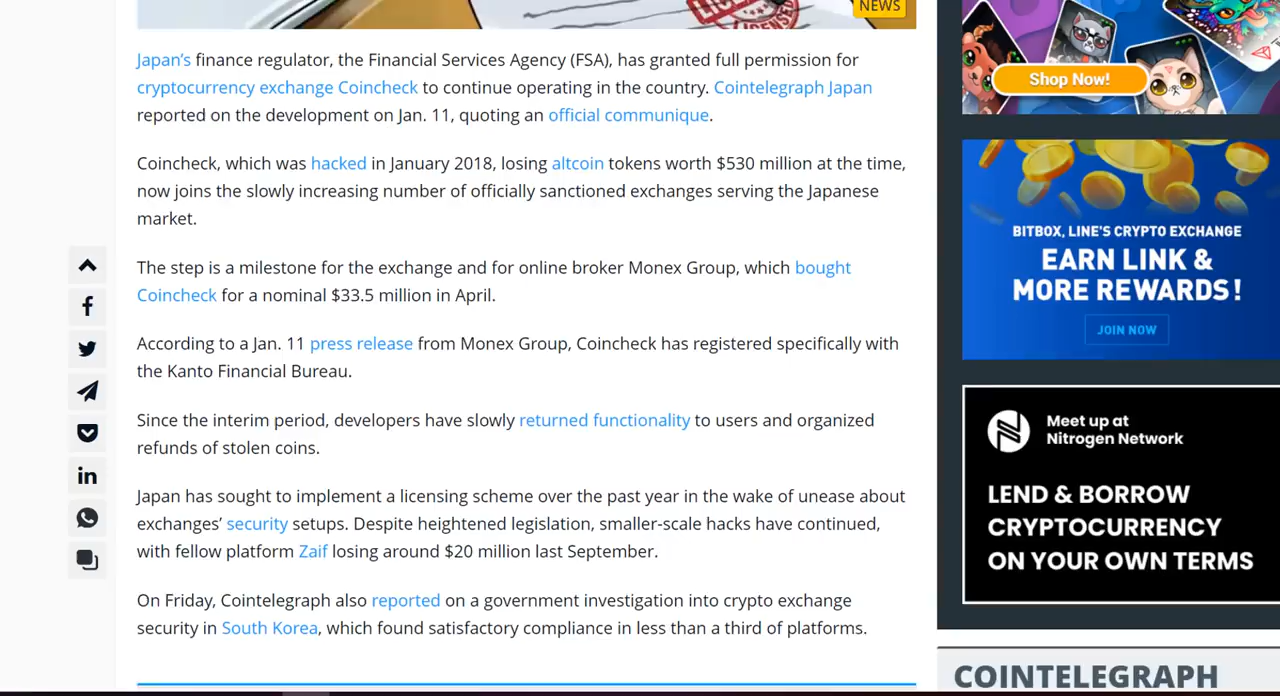 NEWS
LICENSE
Japan's finance regulator, the Financial Services Agency (FSA), has granted full permission for
cryptocurrency exchange Coincheck to continue operating in the country. Cointelegraph Japan
reported on the development on Jan. 11, quoting an official communique.
Coincheck, which was hacked in January 2018, losing altcoin tokens worth $530 million at the time,
now joins the slowly increasing number of officially sanctioned exchanges serving the Japanese
market.
The step is a milestone for the exchange and for online broker Monex Group, which bought
Coincheck for a nominal $33.5 million in April.
According to a Jan. 11 press release from Monex Group, Coincheck has registered specifically with
the Kanto Financial Bureau.
Since the interim period, developers have slowly returned functionality to users and organized
refunds of stolen coins.
Japan has sought to implement a licensing scheme over the past year in the wake of unease about
exchanges' security setups. Despite heightened legislation, smaller-scale hacks have continued,
with fellow platform Zaif losing around $20 million last September.
On Friday, Cointelegraph also reported on a government investigation into crypto exchange
security in South Korea, which found satisfactory compliance in less than a third of platforms.
Shop Now!
BITBOX, LINE'S CRYPTO EXCHANGE
EARN LINK &
MORE REWARDS!
JOIN NOW
Meet up at
Nitrogen Network
LEND & BORROW
CRYPTOCURRENCY
ON YOUR OWN TERMS
COINTELEGRAPH